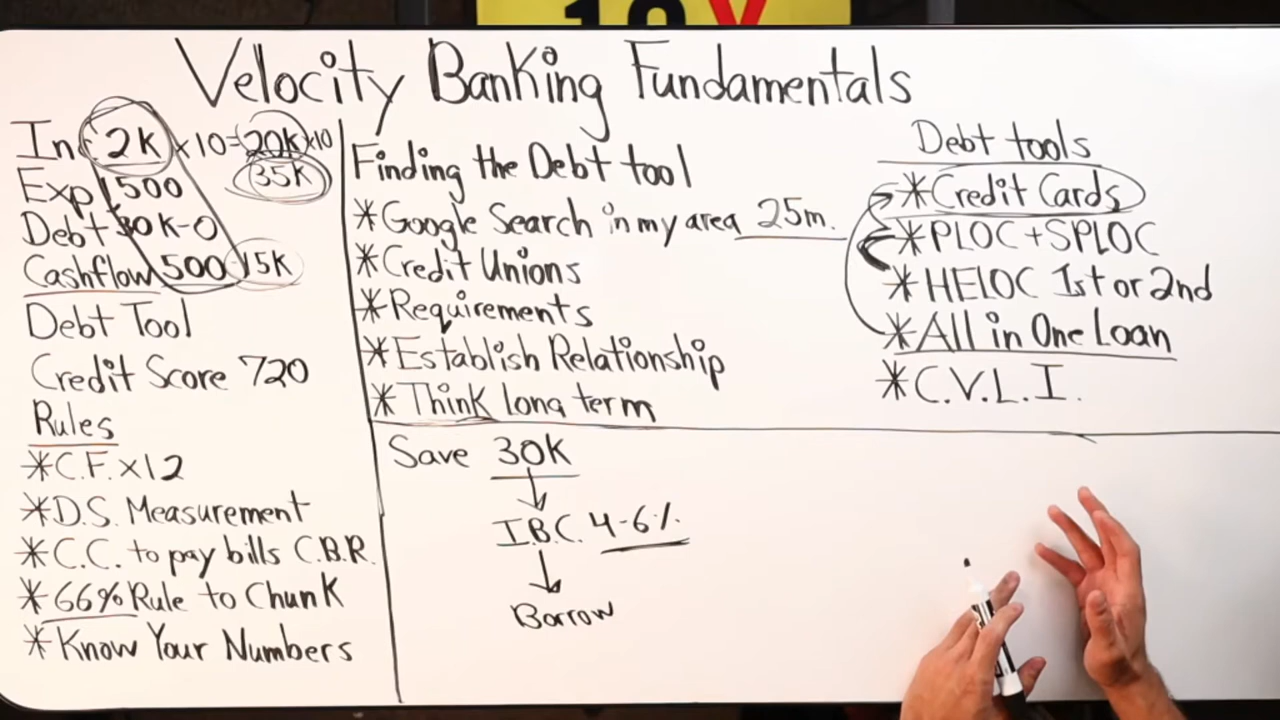 Velocity Banking Fundamentals
Inc 2K x10=20K x10
35K
Exp 1500
Debt 30K-0
Cashflow 500 15K
Debt Tool
Credit Score 720
Rules
*C.F.x12
*D.S. Measurement
*C.C. to pay bills C.B.R.
*66% Rule to Chunk
*Know Your Numbers
Finding the Debt tool
*Google Search in my area 25m.
*Credit Unions
*Requirements
*Establish Relationship
*Think long term
Save 30K
I.B.C. 4-6%
Borrow
Debt tools
*Credit Cards
*PLOC+SPLOC
*HELOC 1st or 2nd
*All in One Loan
*C.V.L.I.